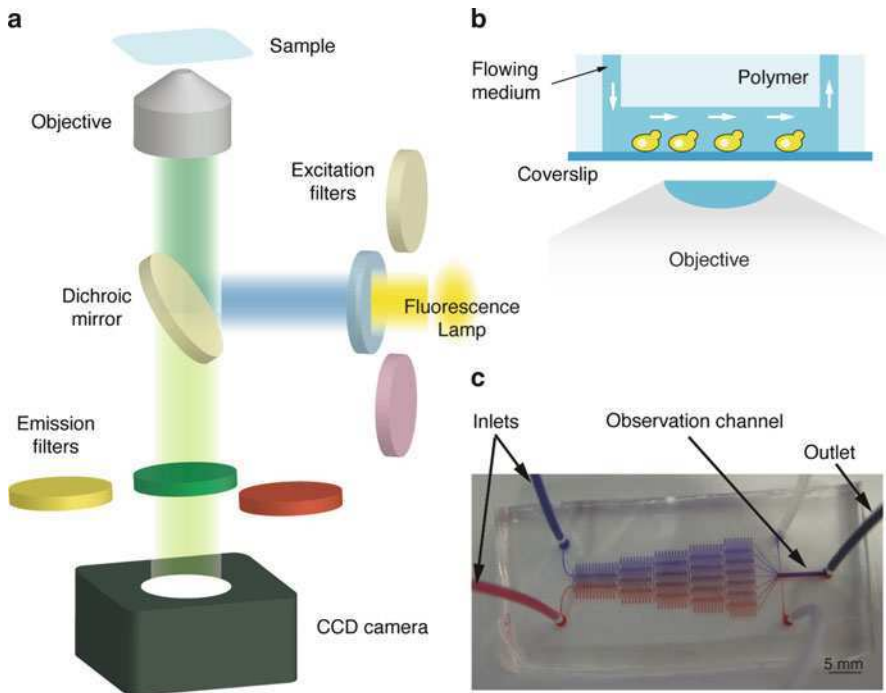 a
Sample
Objective
Excitation
filters
Dichroic
mirror
Fluorescence
Lamp
Emission
filters
CCD camera
b
Flowing
medium
Polymer
Coverslip
Objective
c
Inlets
Observation channel
Outlet
5 mm